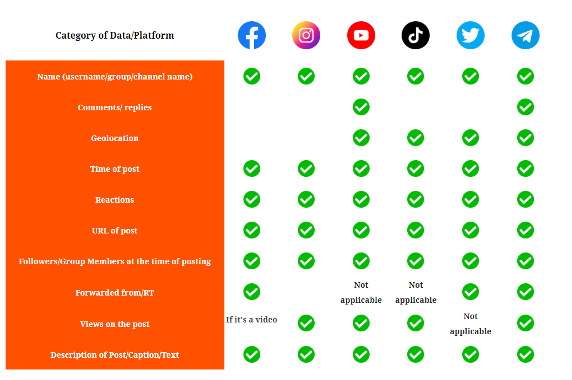 Category of Data/Platform
Name (username/group/channel name)
Comments/ replies
Geolocation
Time of post
Reactions
URL of post
Followers/Group Members at the time of posting
Forwarded from/RT
Not
applicable
Not
applicable
Views on the post
If it's a video
Not
applicable
Description of Post/Caption/Text